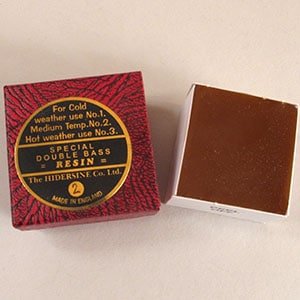 For Cold
weather use No.1.
Medium Temp. No.2.
Hot weather use No.3.
SPECIAL
DOUBLE BASS
= RESIN =
The HIDERSINE Co. Ltd.
2
MADE IN ENGLAND